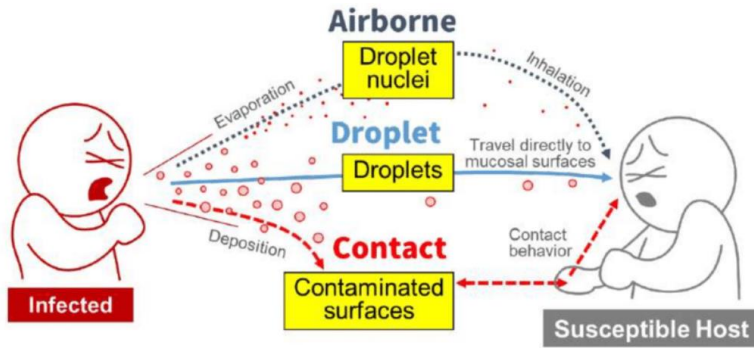 Airborne
Droplet
nuclei
Evaporation
Inhalation
Droplet
Droplets
Travel directly to
mucosal surfaces
Deposition
Contact
Contact
behavior
Contaminated
surfaces
Infected
Susceptible Host